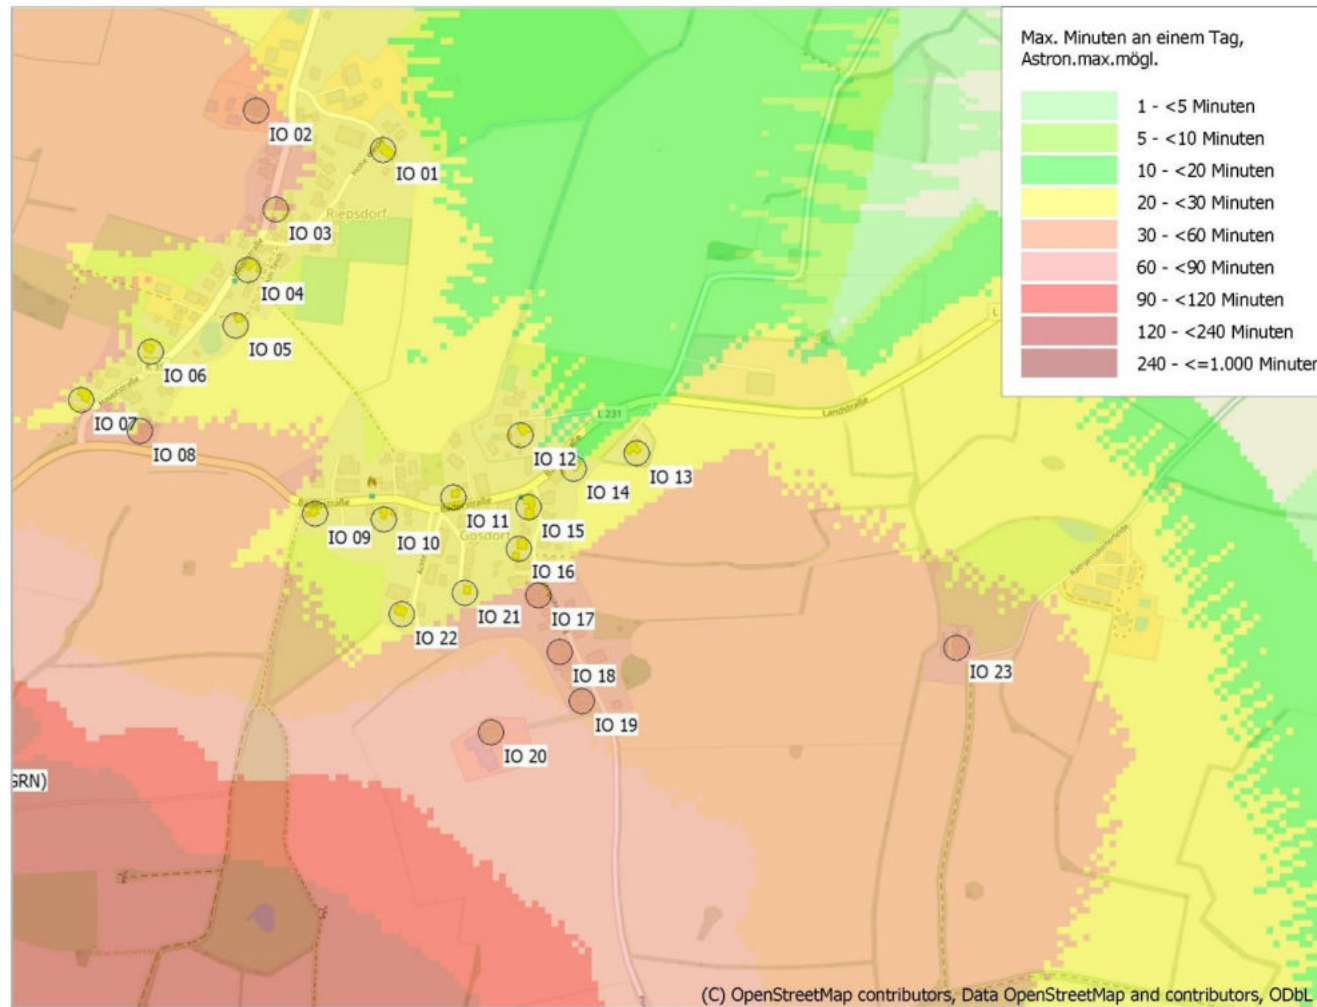 Max. Minuten an einem Tag,
Astron.max.mögl.
1 - <5 Minuten
5 - <10 Minuten
10 - <20 Minuten
20 - <30 Minuten
30 - <60 Minuten
60 - <90 Minuten
90 - <120 Minuten
120 - <240 Minuten
240 - <=1.000 Minuten
IO 02
IO 01
Riepsdorf
IO 03
IO 04
L
IO 05
IO 06
Hauptstraße
IO 07
L 231
Landstraße
IO 08
IO 12
IO 13
IO 14
IO 11
IO 09
IO 10
IO 15
Gosdorf
IO 16
IO 21
IO 17
IO 22
IO 18
IO 23
IO 19
IO 20
GRN)
(C) OpenStreetMap contributors, Data OpenStreetMap and contributors, ODbL